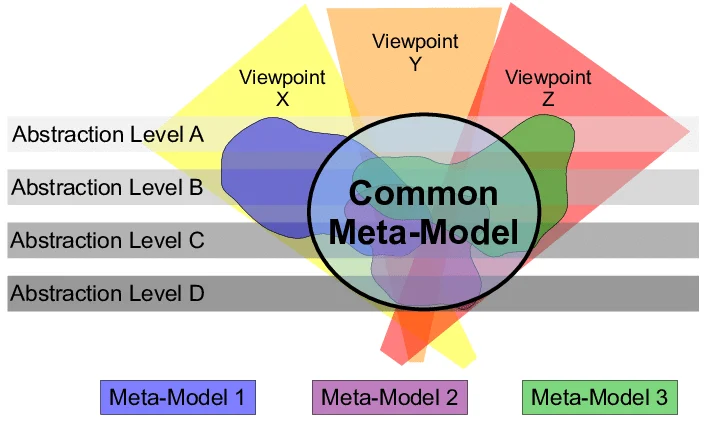 Viewpoint
X
Viewpoint
Y
Viewpoint
Z
Abstraction Level A
Abstraction Level B
Abstraction Level C
Abstraction Level D
Common
Meta-Model
Meta-Model 1
Meta-Model 2
Meta-Model 3